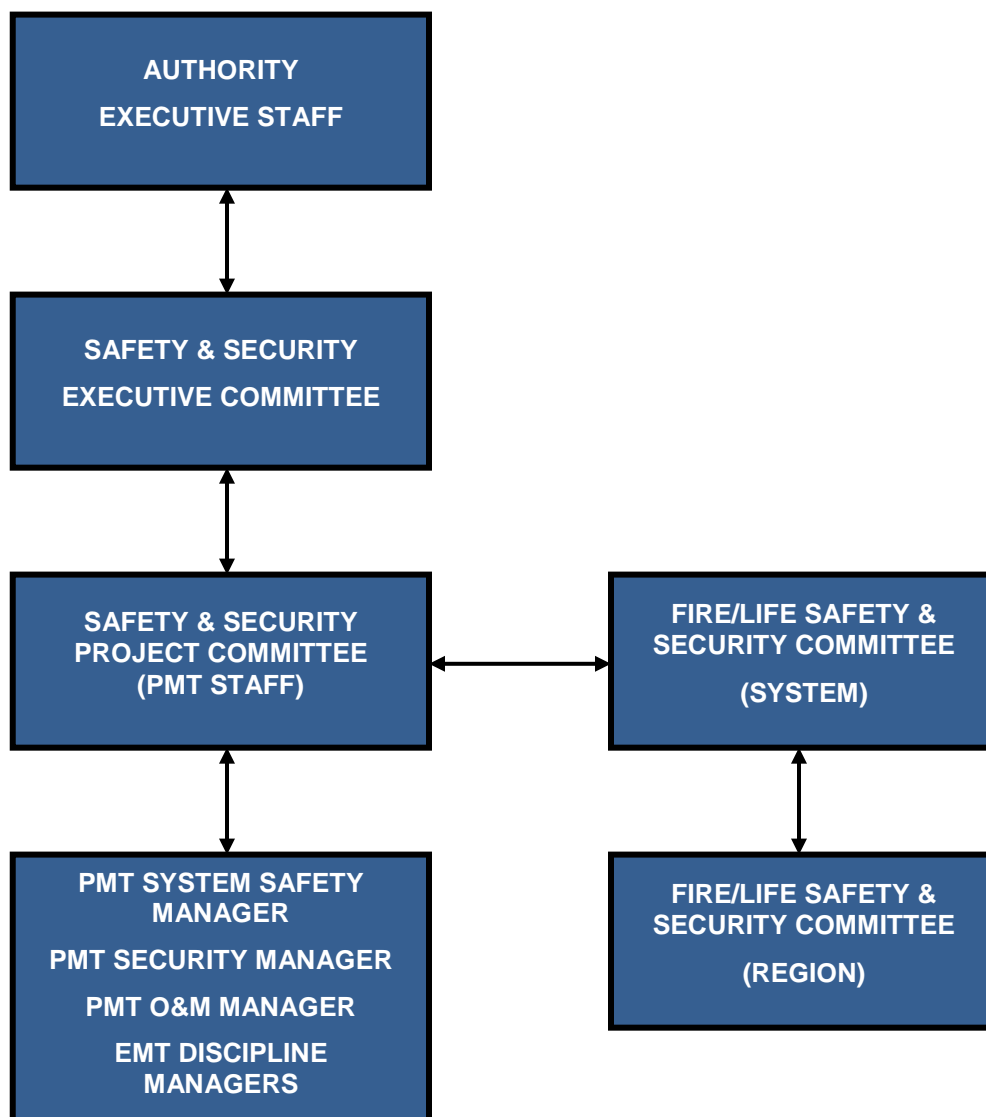 AUTHORITY
EXECUTIVE STAFF
SAFETY & SECURITY
EXECUTIVE COMMITTEE
SAFETY & SECURITY
PROJECT COMMITTEE
(PMT STAFF)
FIRE/LIFE SAFETY &
SECURITY COMMITTEE
(SYSTEM)
PMT SYSTEM SAFETY
MANAGER
PMT SECURITY MANAGER
PMT O&M MANAGER
EMT DISCIPLINE
MANAGERS
FIRE/LIFE SAFETY &
SECURITY COMMITTEE
(REGION)